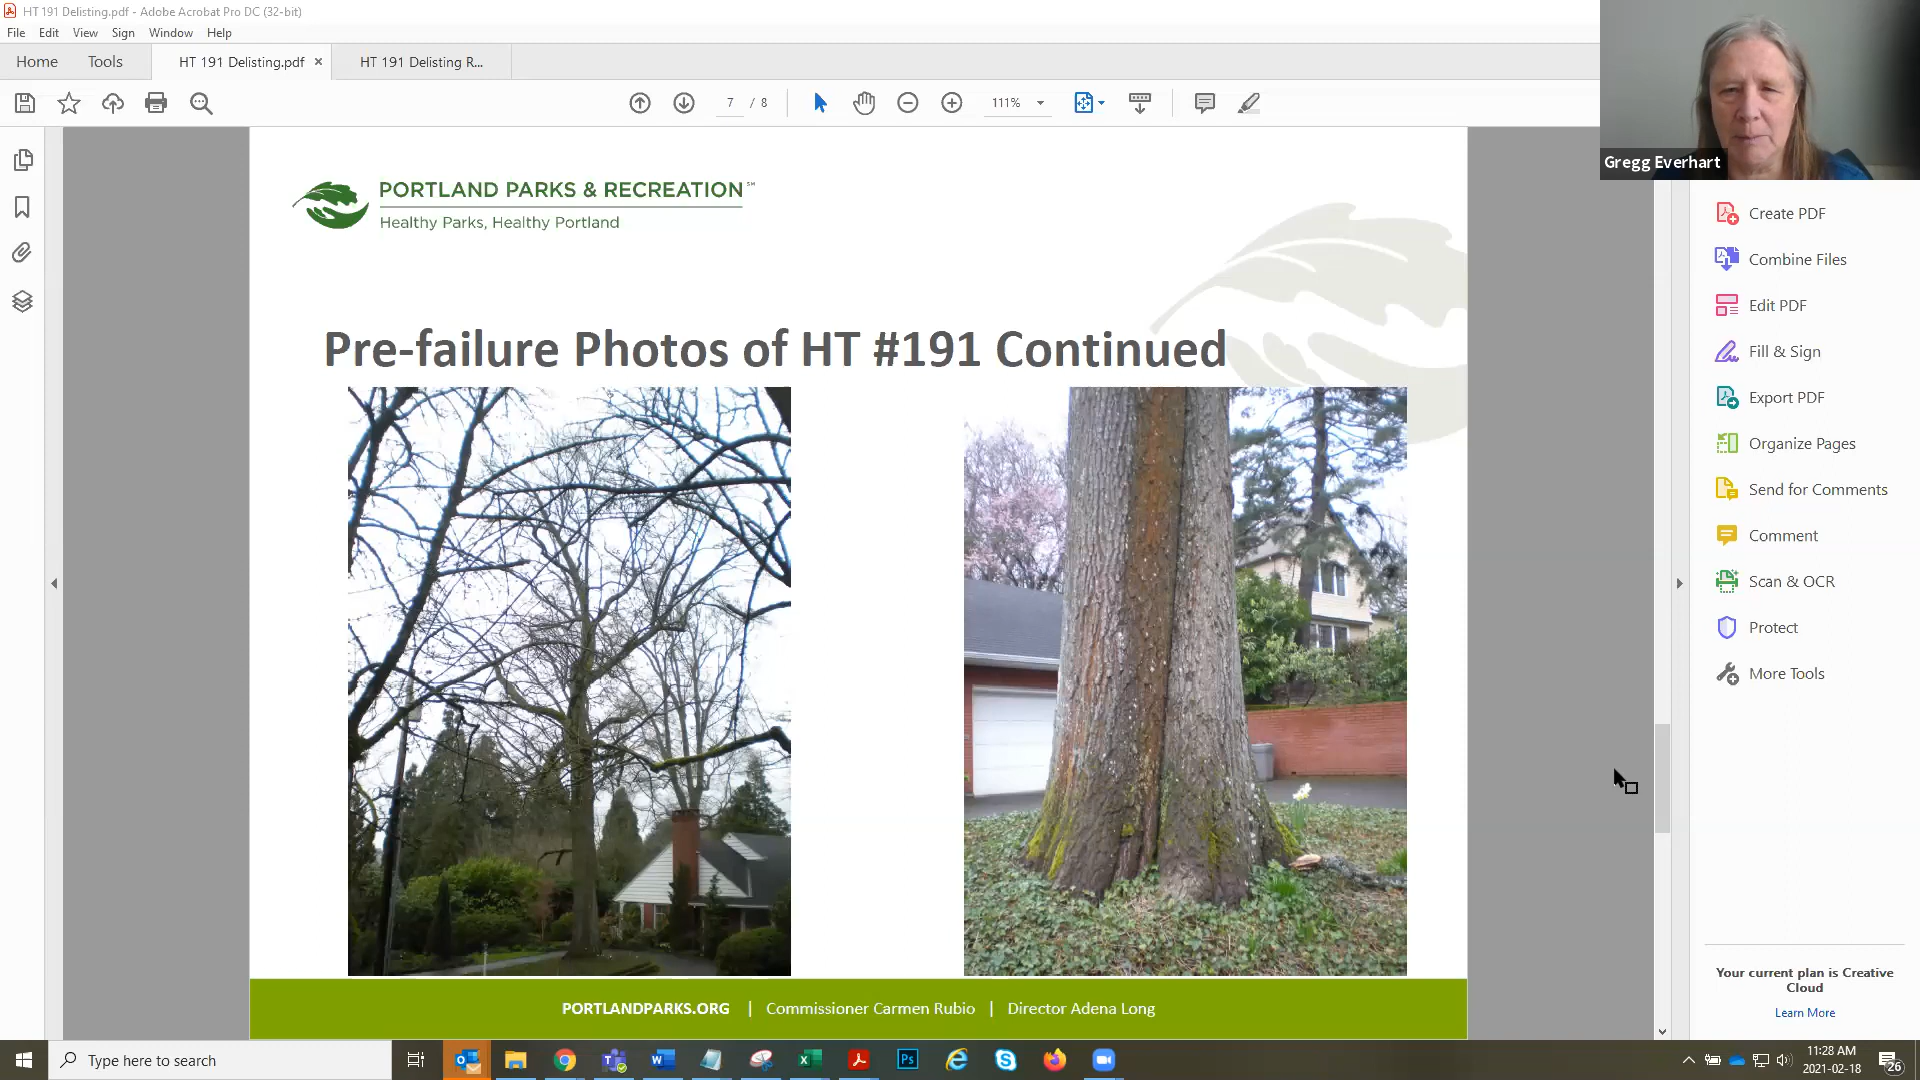 HT 191 Delisting.pdf - Adobe Acrobat Pro DC (32-bit)
File Edit View Sign Window Help
Home Tools HT 191 Delisting.pdf × HT 191 Delisting R...
7 / 8 111%
Gregg Everhart
PORTLAND PARKS & RECREATION SM
Healthy Parks, Healthy Portland
Pre-failure Photos of HT #191 Continued
PORTLANDPARKS.ORG | Commissioner Carmen Rubio | Director Adena Long
Create PDF
Combine Files
Edit PDF
Fill & Sign
Export PDF
Organize Pages
Send for Comments
Comment
Scan & OCR
Protect
More Tools
Your current plan is Creative
Cloud
Learn More
Type here to search
11:28 AM
2021-02-18
26